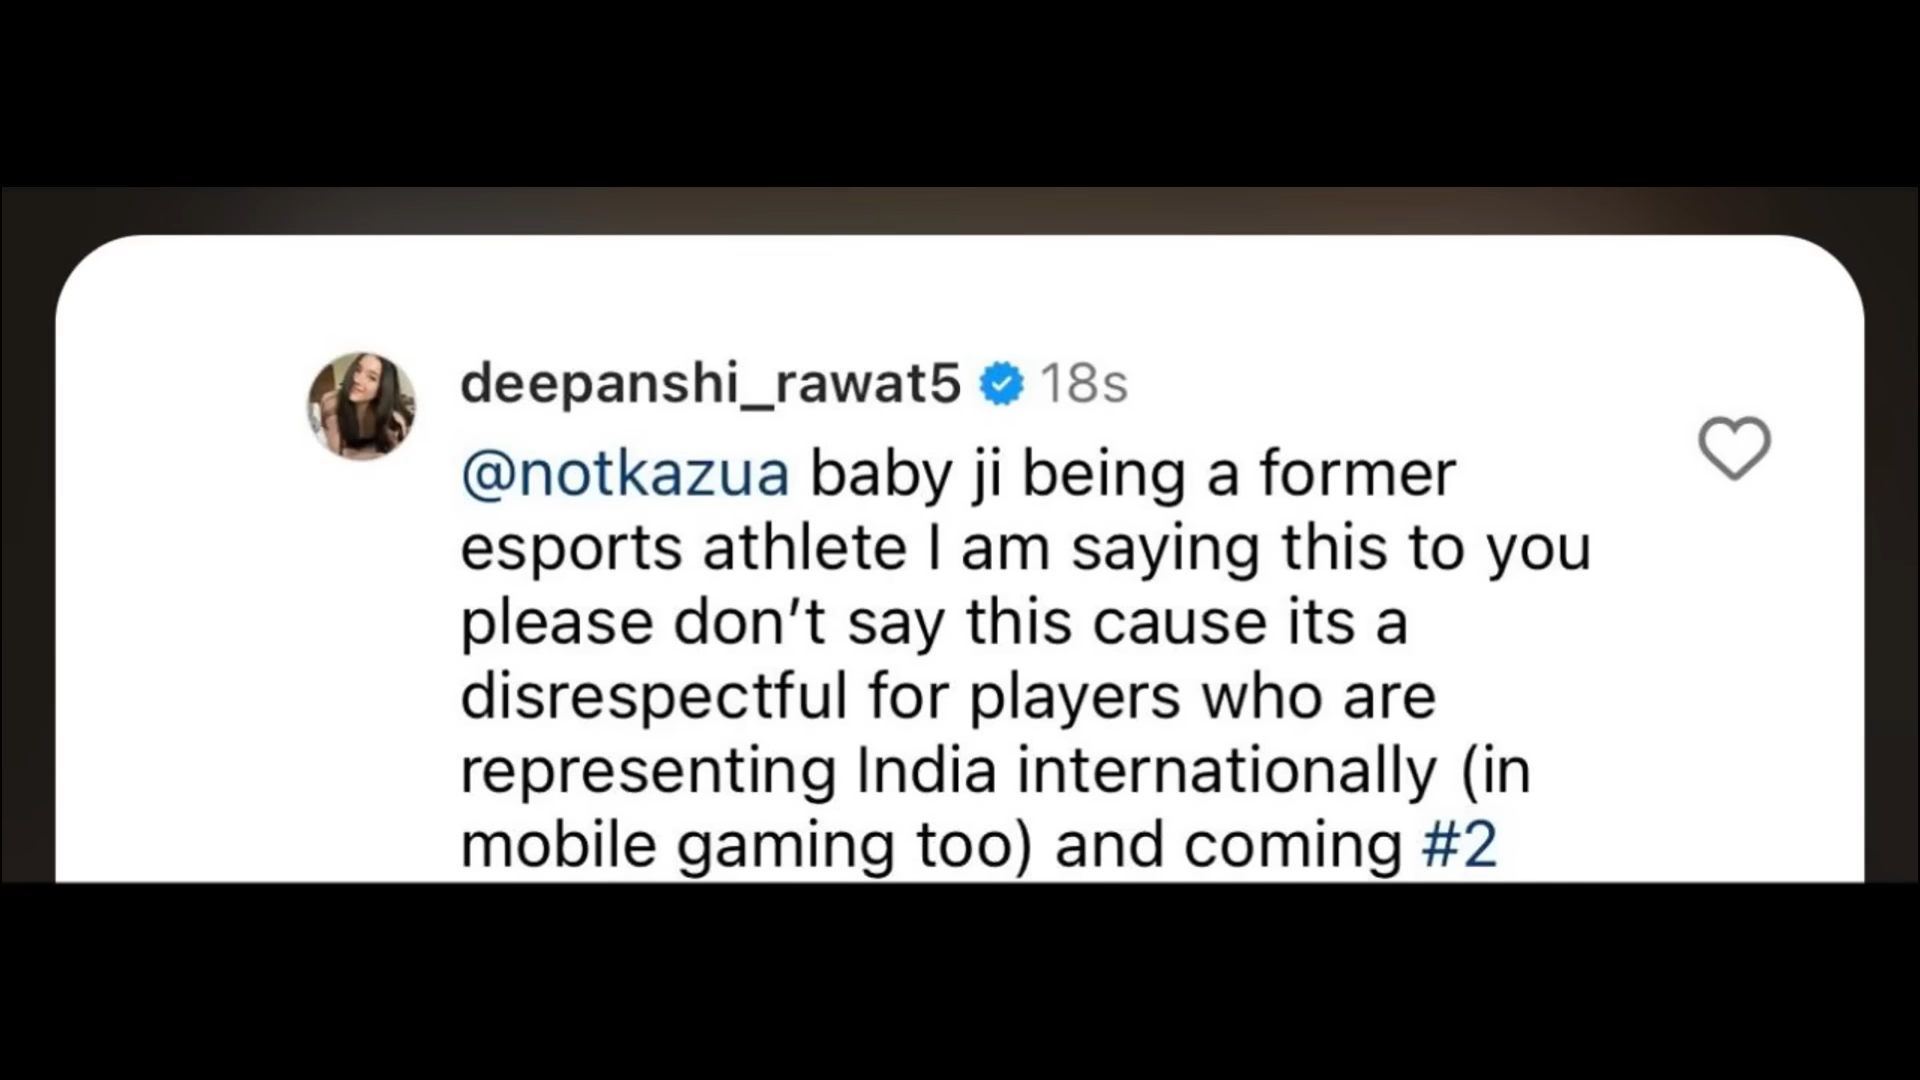 deepanshi_rawat5 18s
@notkazua baby ji being a former
esports athlete I am saying this to you
please don’t say this cause its a
disrespectful for players who are
representing India internationally (in
mobile gaming too) and coming #2